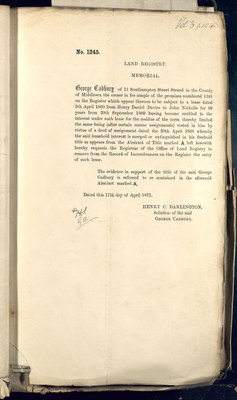 No. 1248.
LAND REGISTRY.
MEMORIAL.
George Cadbury of 11 Southampton Street Strand in the County
of Middlesex the owner in fee simple of the premises numbered 1248
on the Register which appear thereon to be subject to a lease dated
9th April 1869 from Henry Daniel Davies to John Nicholls for 99
years from 29th September 1868 having become entitled to the
interest under such lease for the residue of the term thereby limited
the same being (after certain mesne assignments) vested in him by
virtue of a deed of assignment dated the 30th April 1868 whereby
the said leasehold interest is merged or extinguished in his freehold
title as appears from the Abstract of Title marked A left herewith
hereby requests the Registrar of the Office of Land Registry to
remove from the Record of Incumbrances on the Register the entry
of such lease.
The evidence in support of the title of the said George
Cadbury is referred to or contained in the aforesaid
Abstract marked A.
Dated this 11th day of April 1871.
HENRY C. BARLINGTON,
Solicitor of the said
GEORGE CADBURY.